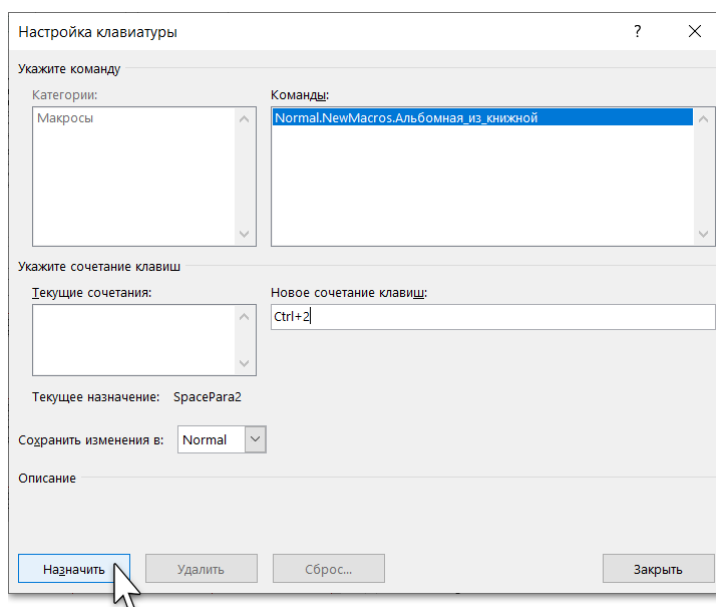 Настройка клавиатуры
Укажите команду
Категории: Команды:
Макросы Normal.NewMacros.Альбомная_из_книжной
Укажите сочетание клавиш
Текущие сочетания: Новое сочетание клавиш:
Ctrl+2
Текущее назначение: SpacePara2
Сохранить изменения в: Normal
Описание
Назначить Удалить Сброс... Закрыть